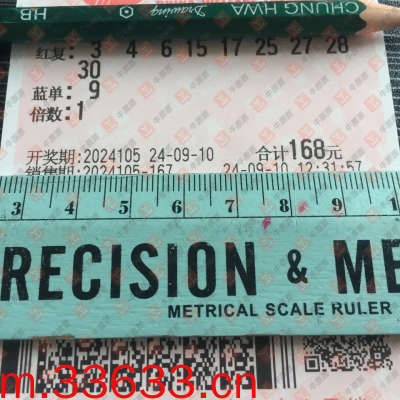 CHUNG HWA Drawing HB
红复: 3 4 6 15 17 25 27 28
30
蓝单: 9
倍数:1
开奖期:2024105 24-09-10 合计168元
销售期:2024105-167 24-09-10 12:31:57
3 4 5 6 7 8 9
RECISION & ME
METRICAL SCALE RULER
m.33633.cn